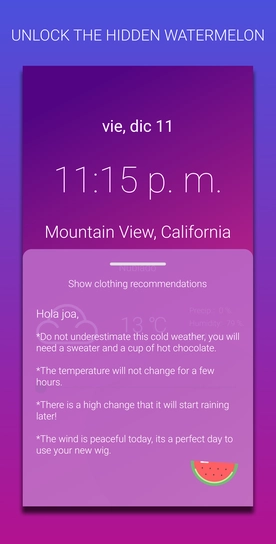 UNLOCK THE HIDDEN WATERMELON
vie, dic 11
11:15 p. m.
Mountain View, California
Show clothing recommendations
Hola joa,
13 °C
*Do not underestimate this cold weather, you will
need a sweater and a cup of hot chocolate.
*The temperature will not change for a few
hours.
*There is a high change that it will start raining
later!
*The wind is peaceful today, its a perfect day to
use your new wig.